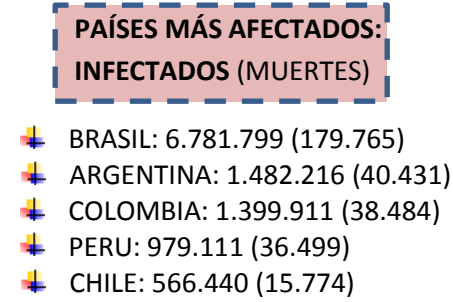 PAÍSES MÁS AFECTADOS:
INFECTADOS (MUERTES)
BRASIL: 6.781.799 (179.765)
ARGENTINA: 1.482.216 (40.431)
COLOMBIA: 1.399.911 (38.484)
PERU: 979.111 (36.499)
CHILE: 566.440 (15.774)